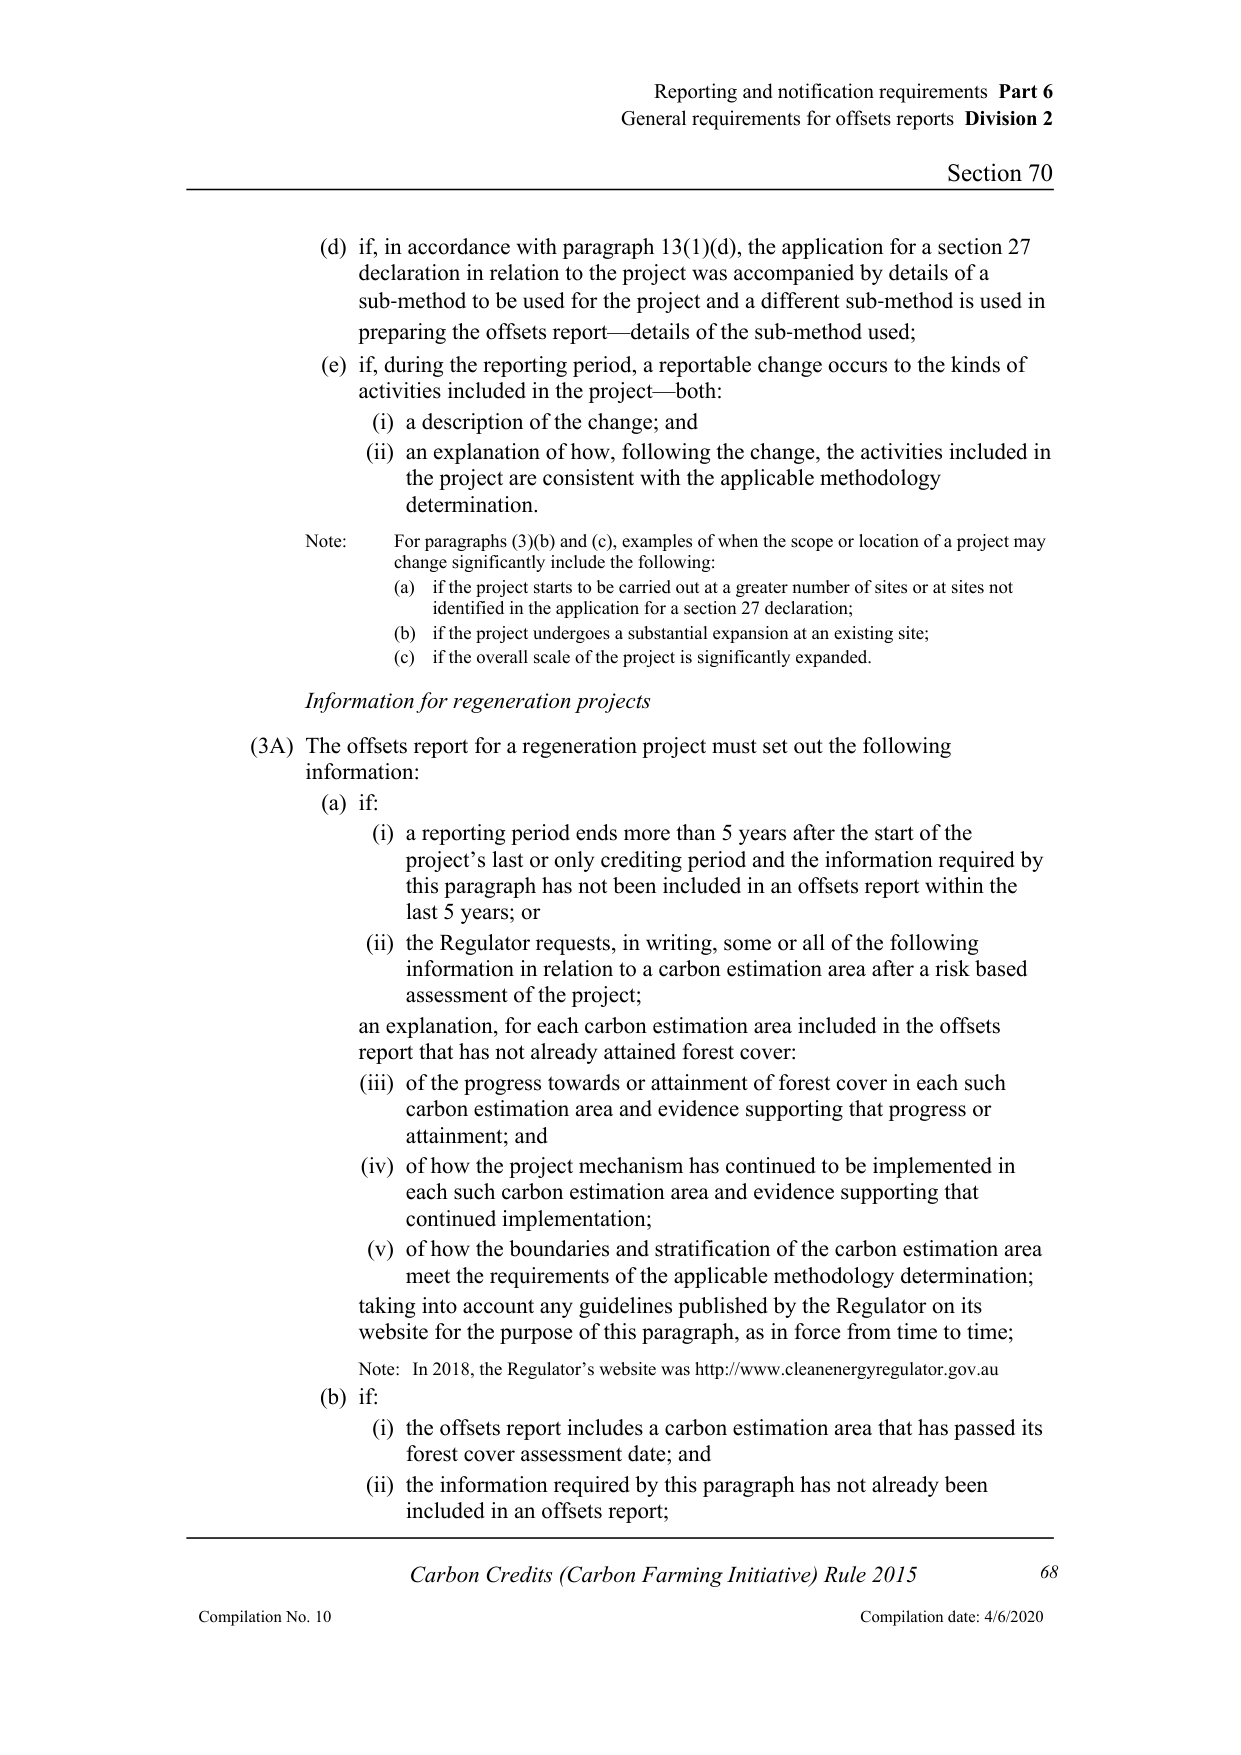 Reporting and notification requirements Part 6
General requirements for offsets reports Division 2
Section 70
(d) if, in accordance with paragraph 13(1)(d), the application for a section 27
declaration in relation to the project was accompanied by details of a
sub-method to be used for the project and a different sub-method is used in
preparing the offsets report—details of the sub-method used;
(e) if, during the reporting period, a reportable change occurs to the kinds of
activities included in the project—both:
(i) a description of the change; and
(ii) an explanation of how, following the change, the activities included in
the project are consistent with the applicable methodology
determination.
Note: For paragraphs (3)(b) and (c), examples of when the scope or location of a project may
change significantly include the following:
(a) if the project starts to be carried out at a greater number of sites or at sites not
identified in the application for a section 27 declaration;
(b) if the project undergoes a substantial expansion at an existing site;
(c) if the overall scale of the project is significantly expanded.
Information for regeneration projects
(3A) The offsets report for a regeneration project must set out the following
information:
(a) if:
(i) a reporting period ends more than 5 years after the start of the
project's last or only crediting period and the information required by
this paragraph has not been included in an offsets report within the
last 5 years; or
(ii) the Regulator requests, in writing, some or all of the following
information in relation to a carbon estimation area after a risk based
assessment of the project;
an explanation, for each carbon estimation area included in the offsets
report that has not already attained forest cover:
(iii) of the progress towards or attainment of forest cover in each such
carbon estimation area and evidence supporting that progress or
attainment; and
(iv) of how the project mechanism has continued to be implemented in
each such carbon estimation area and evidence supporting that
continued implementation;
(v) of how the boundaries and stratification of the carbon estimation area
meet the requirements of the applicable methodology determination;
taking into account any guidelines published by the Regulator on its
website for the purpose of this paragraph, as in force from time to time;
Note: In 2018, the Regulator's website was http://www.cleanenergyregulator.gov.au
(b) if:
(i) the offsets report includes a carbon estimation area that has passed its
forest cover assessment date; and
(ii) the information required by this paragraph has not already been
included in an offsets report;
Carbon Credits (Carbon Farming Initiative) Rule 2015 68
Compilation No. 10 Compilation date: 4/6/2020